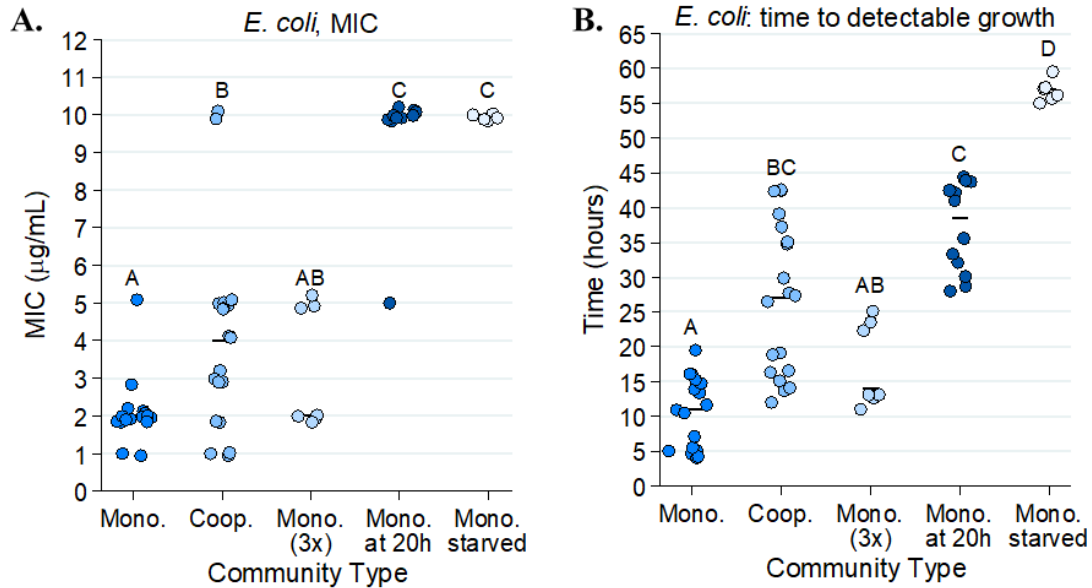 A.
E. coli, MIC
12
11
10
9
8
7
6
5
4
3
2
1
0
MIC (μg/mL)
A
B
AB
C
C
Mono.
Coop.
Mono.
(3x)
Mono.
at 20h
Mono.
starved
Community Type
B.
E. coli: time to detectable growth
65
60
55
50
45
40
35
30
25
20
15
10
5
0
Time (hours)
A
BC
AB
C
D
Mono.
Coop.
Mono.
(3x)
Mono.
at 20h
Mono.
starved
Community Type